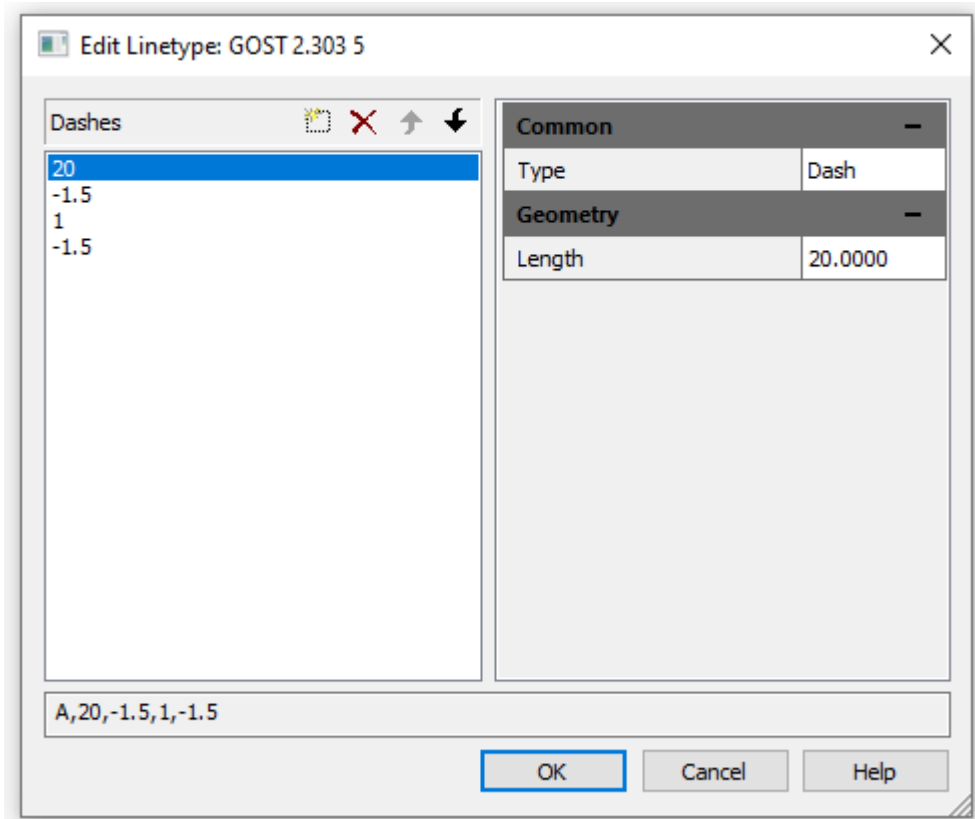 Edit Linetype: GOST 2.303 5
Dashes
20
-1.5
1
-1.5
Common
Type Dash
Geometry
Length 20.0000
A,20,-1.5,1,-1.5
OK Cancel Help